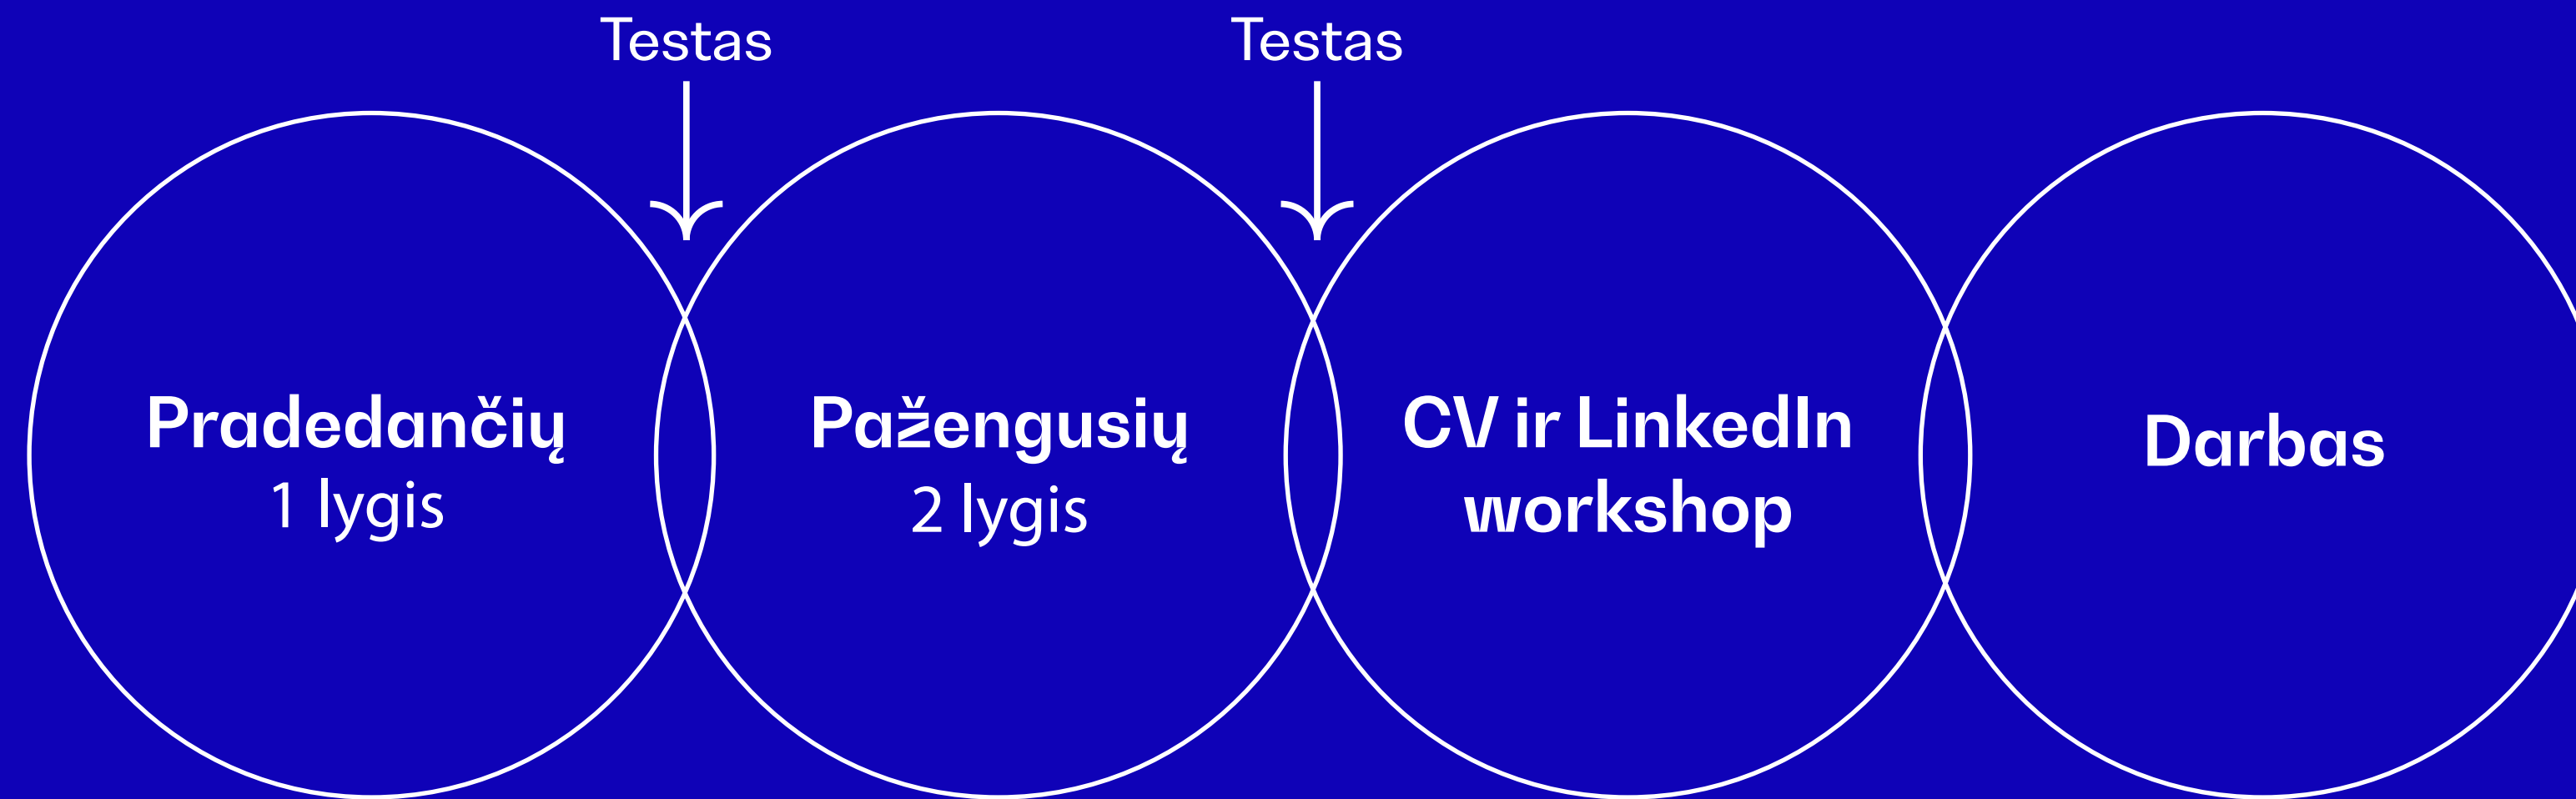 Testas
Testas
Pradedančių
1 lygis
Pažengusių
2 lygis
CV ir LinkedIn
workshop
Darbas